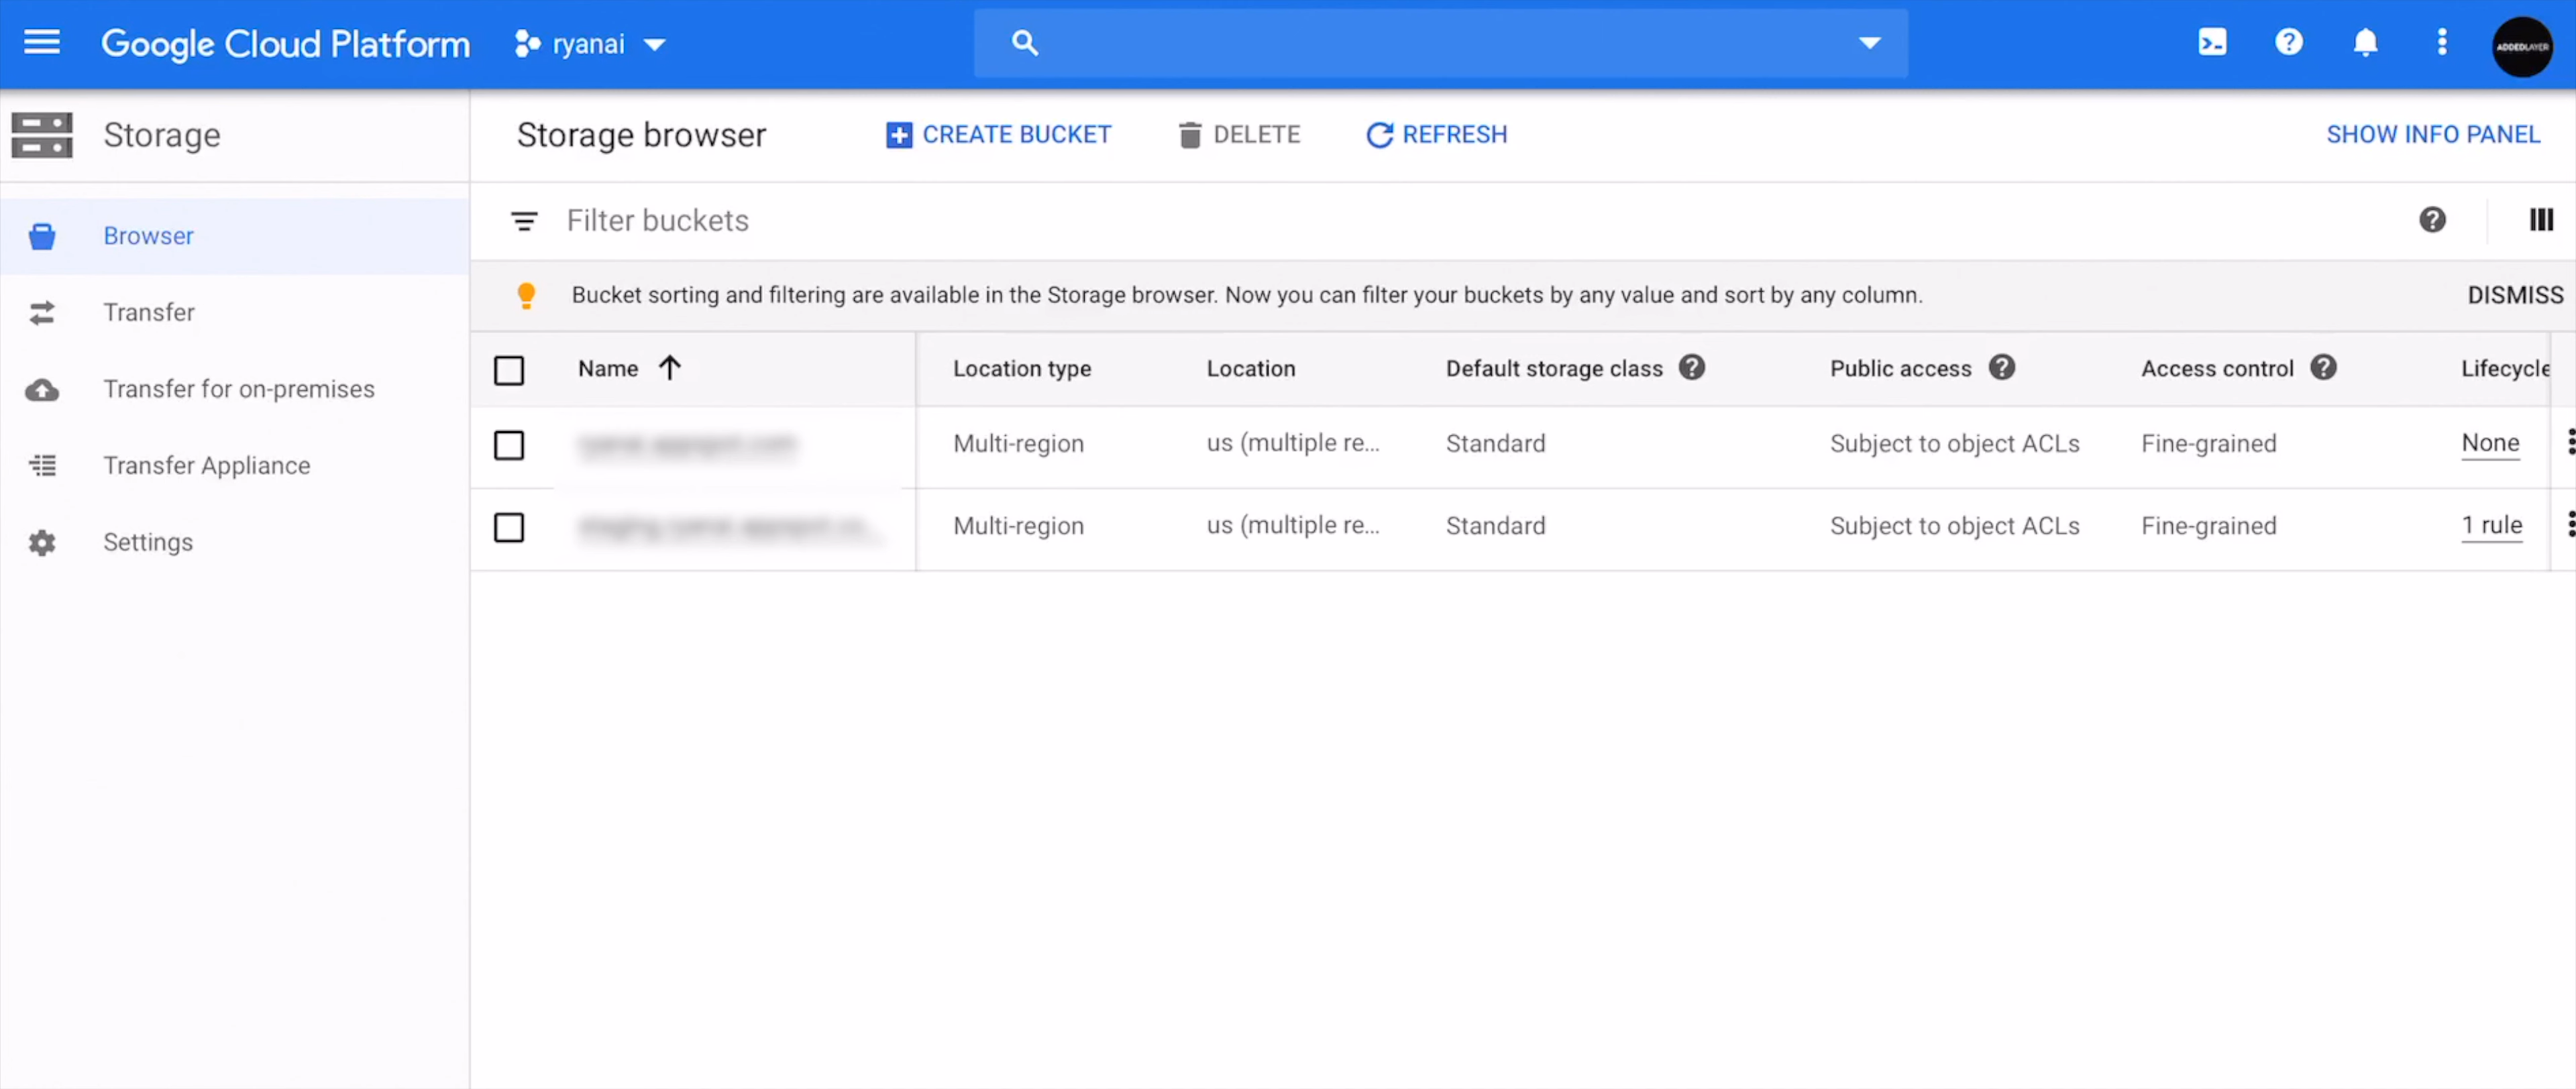 Google Cloud Platform ryanai
ADDEDLAYER
Storage
Storage browser CREATE BUCKET DELETE REFRESH SHOW INFO PANEL
Browser
Transfer
Transfer for on-premises
Transfer Appliance
Settings
Filter buckets
Bucket sorting and filtering are available in the Storage browser. Now you can filter your buckets by any value and sort by any column. DISMISS
Name Location type Location Default storage class Public access Access control Lifecycle
Multi-region us (multiple re... Standard Subject to object ACLs Fine-grained None
Multi-region us (multiple re... Standard Subject to object ACLs Fine-grained 1 rule